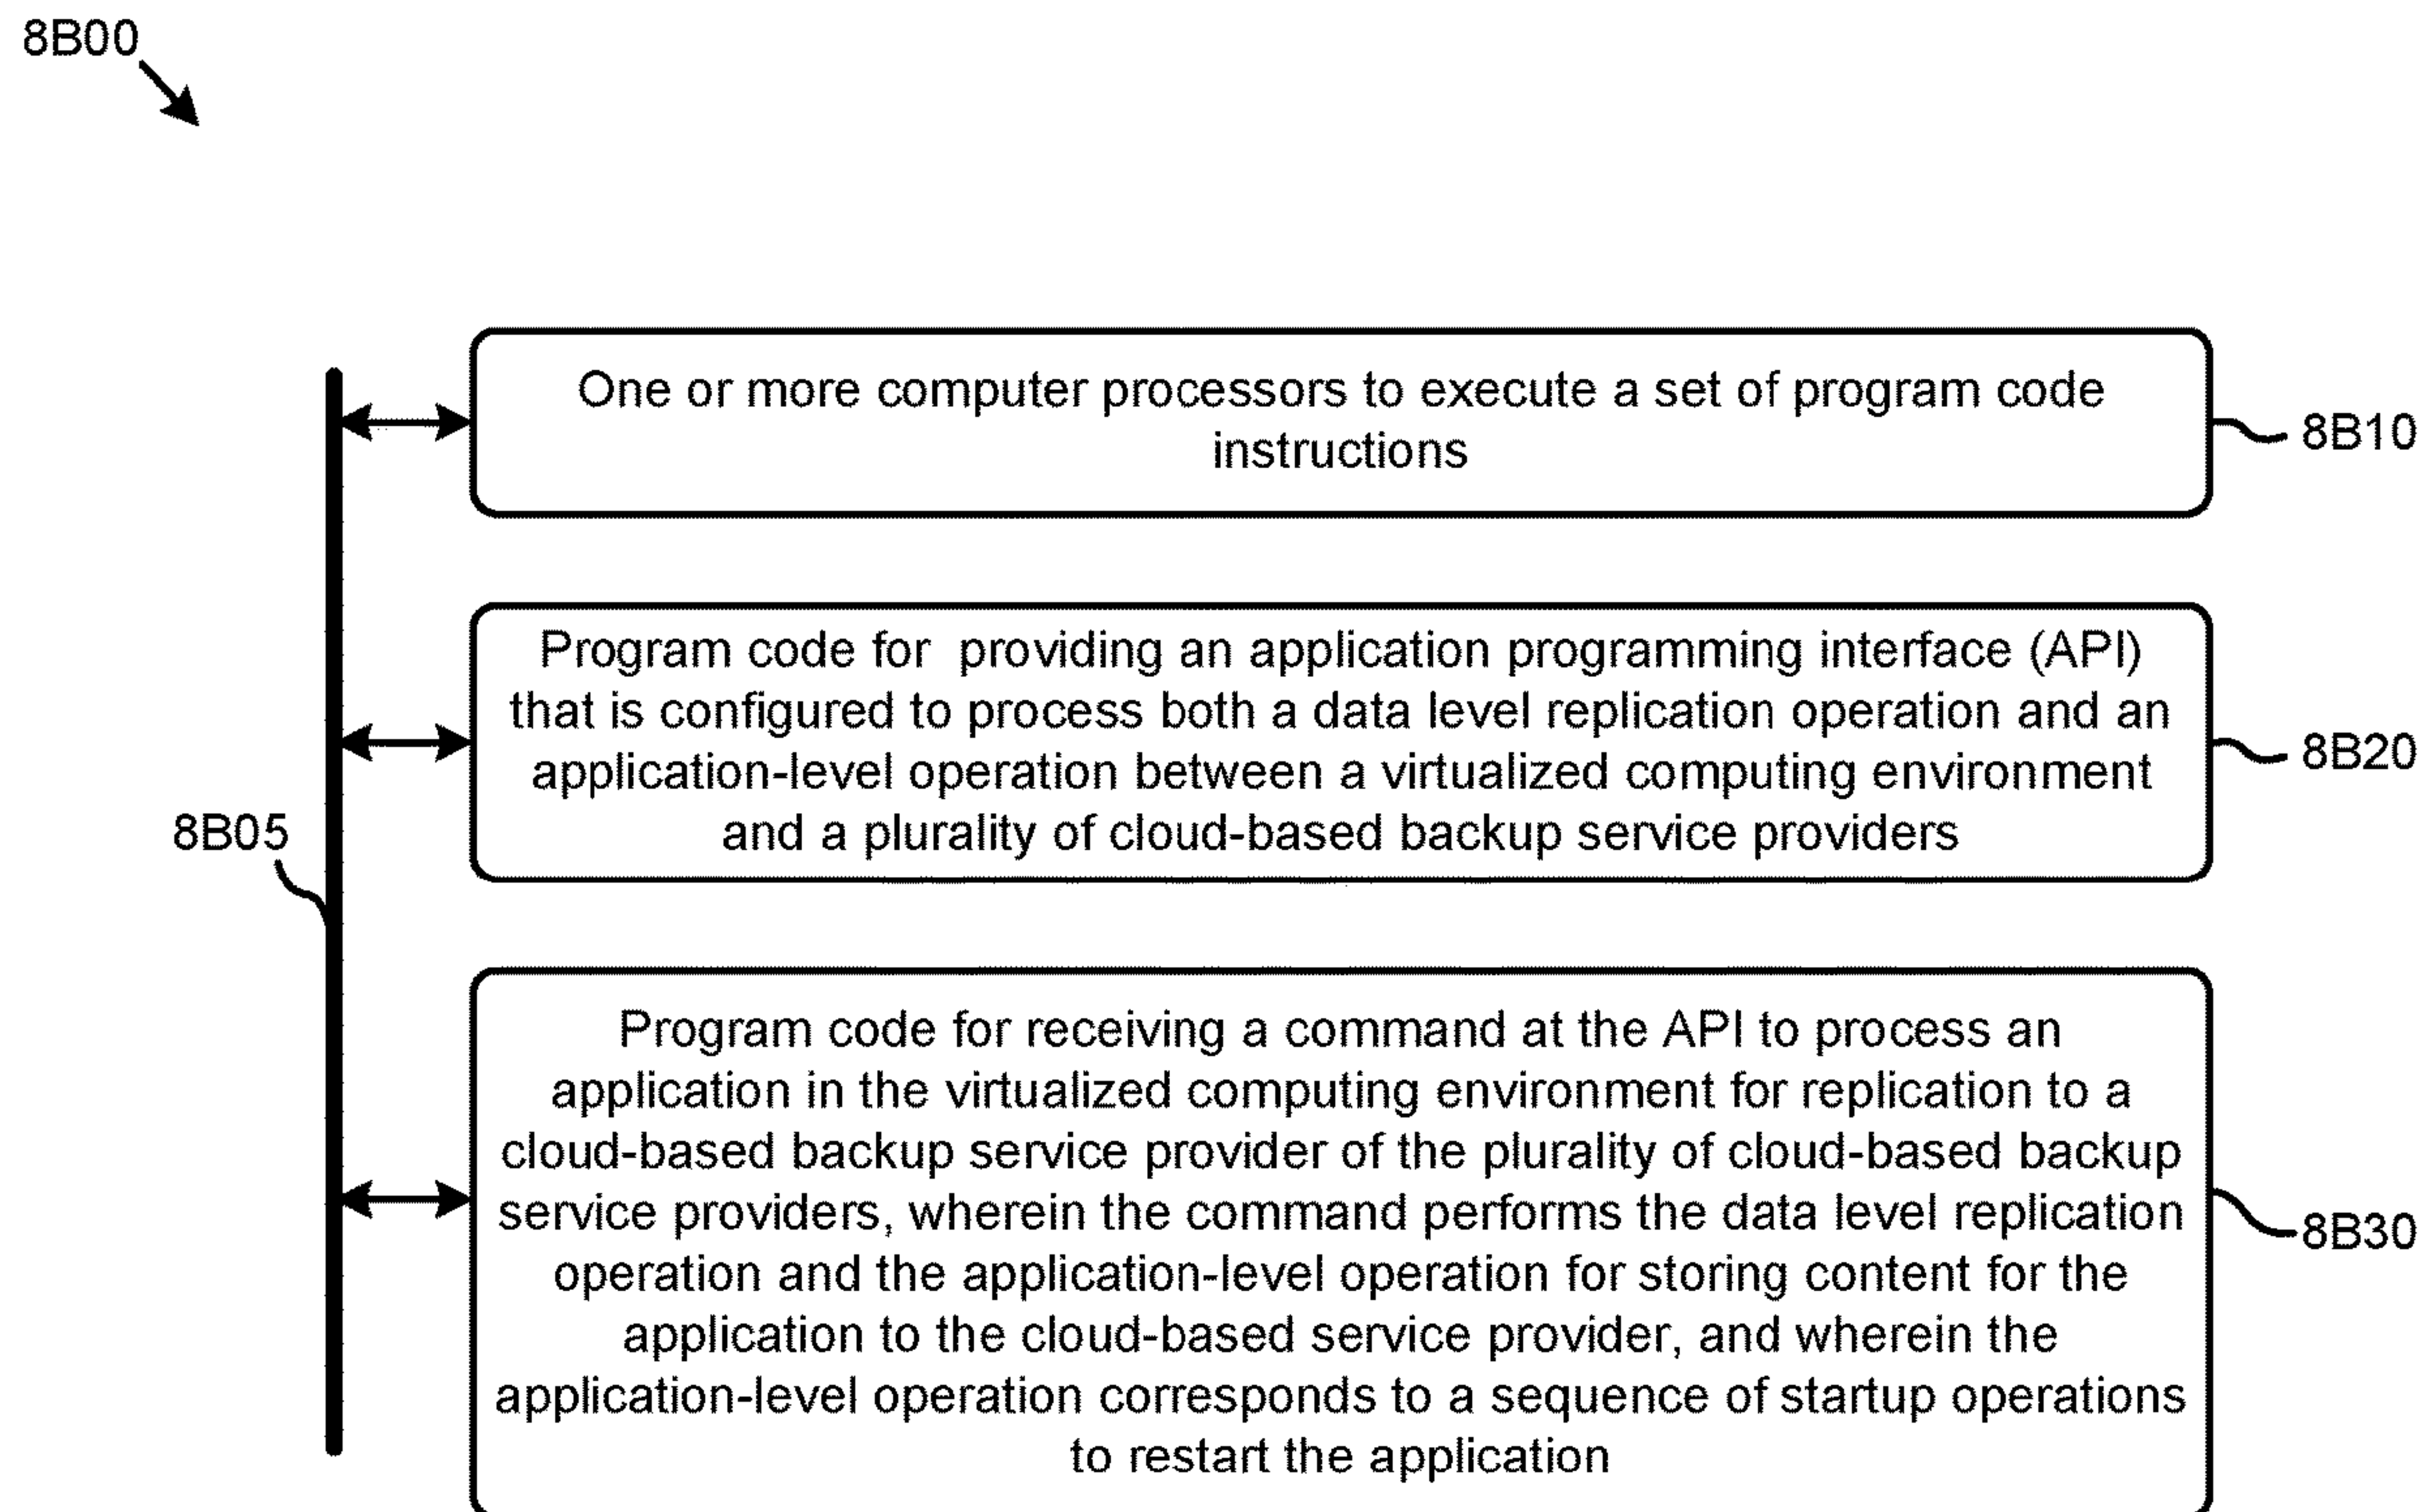 8B00
One or more computer processors to execute a set of program code
instructions
8B10
Program code for providing an application programming interface (API)
that is configured to process both a data level replication operation and an
application-level operation between a virtualized computing environment
and a plurality of cloud-based backup service providers
8B20
8B05
Program code for receiving a command at the API to process an
application in the virtualized computing environment for replication to a
cloud-based backup service provider of the plurality of cloud-based backup
service providers, wherein the command performs the data level replication
operation and the application-level operation for storing content for the
application to the cloud-based service provider, and wherein the
application-level operation corresponds to a sequence of startup operations
to restart the application
8B30